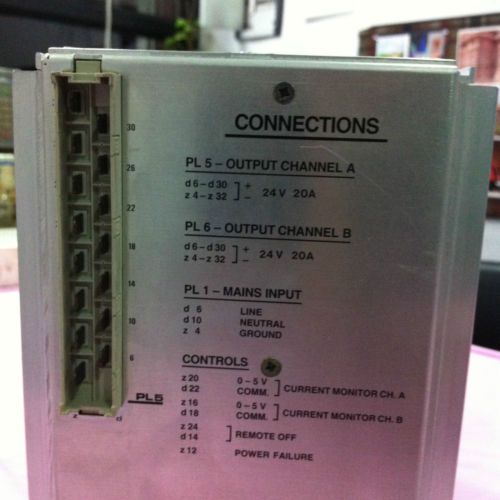 CONNECTIONS
PL 5 – OUTPUT CHANNEL A
d 6 – d 30 ] + 24 V 20A
z 4 – z 32 ] –
PL 6 – OUTPUT CHANNEL B
d 6 – d 30 ] + 24 V 20A
z 4 – z 32 ] –
PL 1 – MAINS INPUT
d 6 LINE
d 10 NEUTRAL
z 4 GROUND
CONTROLS
z 20 0 – 5 V
d 22 COMM. ] CURRENT MONITOR CH. A
z 16 0 – 5 V
d 18 COMM. ] CURRENT MONITOR CH. B
z 24
d 14 ] REMOTE OFF
z 12 POWER FAILURE
30
26
22
18
14
10
6
PL5
z d